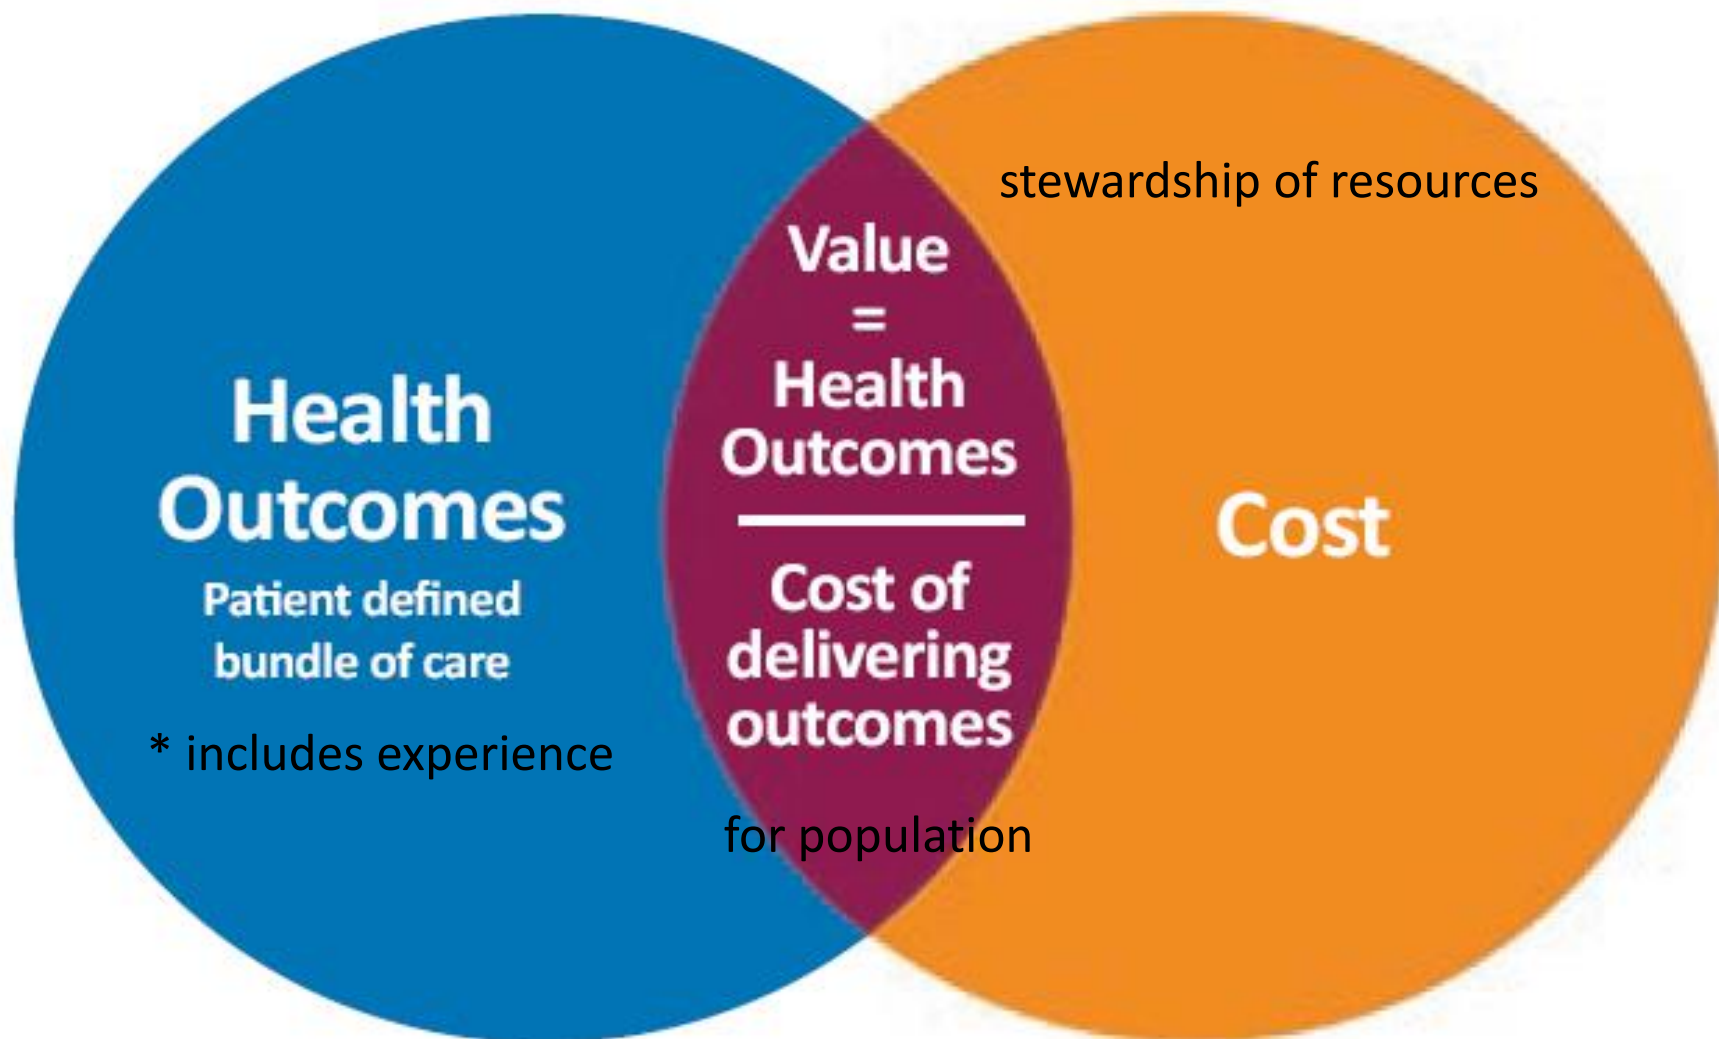 Health
Outcomes
Patient defined
bundle of care
* includes experience
Value
=
Health
Outcomes
Cost of
delivering
outcomes
for population
stewardship of resources
Cost